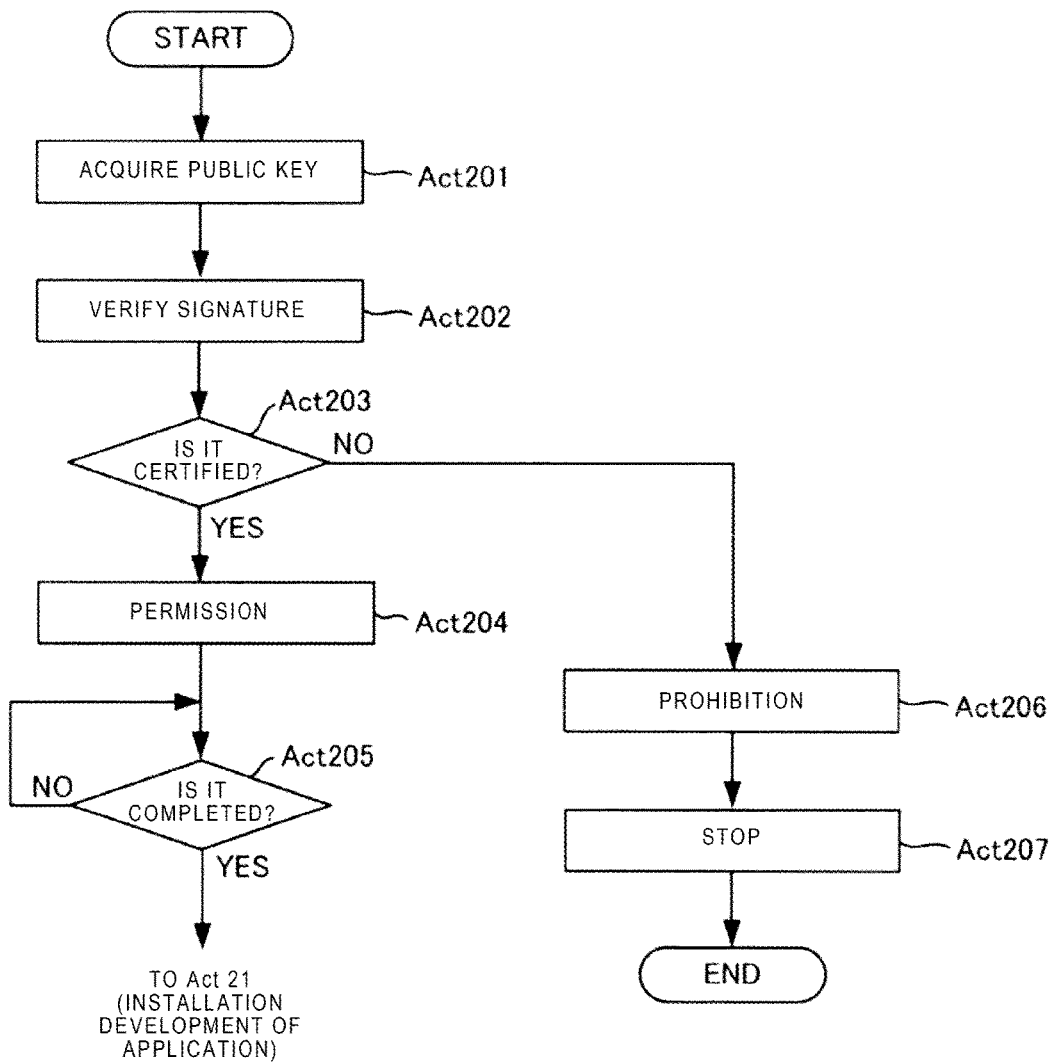 START
ACQUIRE PUBLIC KEY
Act201
VERIFY SIGNATURE
Act202
Act203
IS IT
CERTIFIED?
NO
YES
PERMISSION
Act204
PROHIBITION
Act206
Act205
IS IT
COMPLETED?
NO
YES
STOP
Act207
TO Act 21
(INSTALLATION
DEVELOPMENT OF
APPLICATION)
END